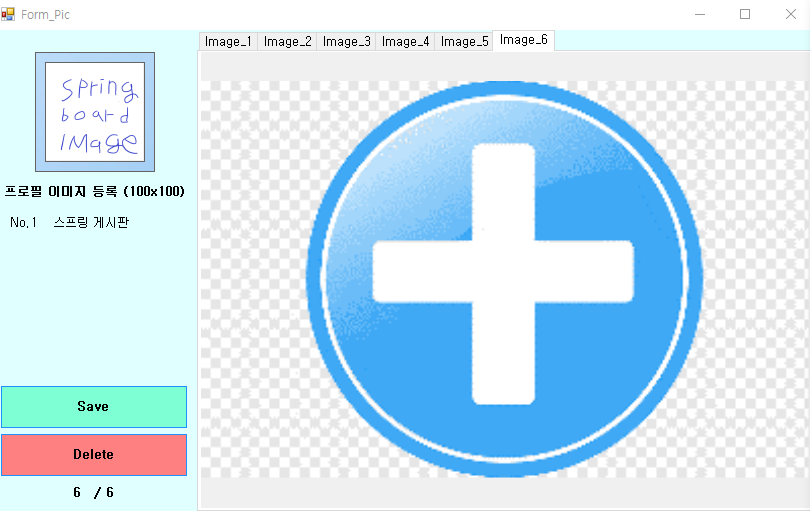 Form_Pic
Image_1 Image_2 Image_3 Image_4 Image_5 Image_6
Spring
board
IMage
프로필 이미지 등록 (100x100)
No.1 스프링 게시판
Save
Delete
6 / 6